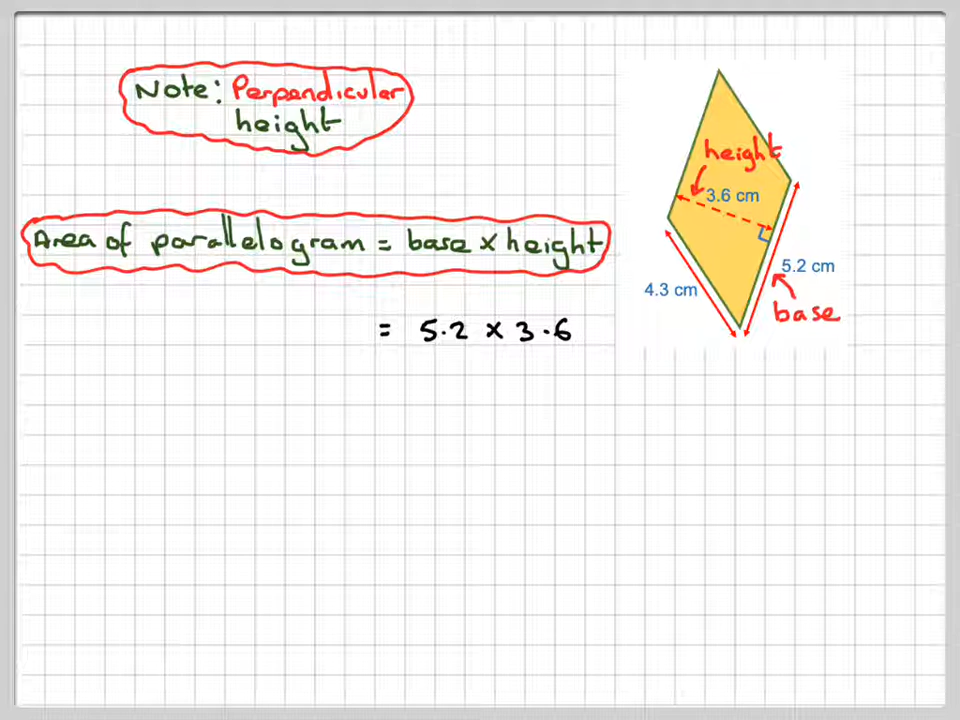 Note: Perpendicular
height
Area of parallelogram = base × height
= 5.2 × 3.6
height
3.6 cm
5.2 cm
4.3 cm
base